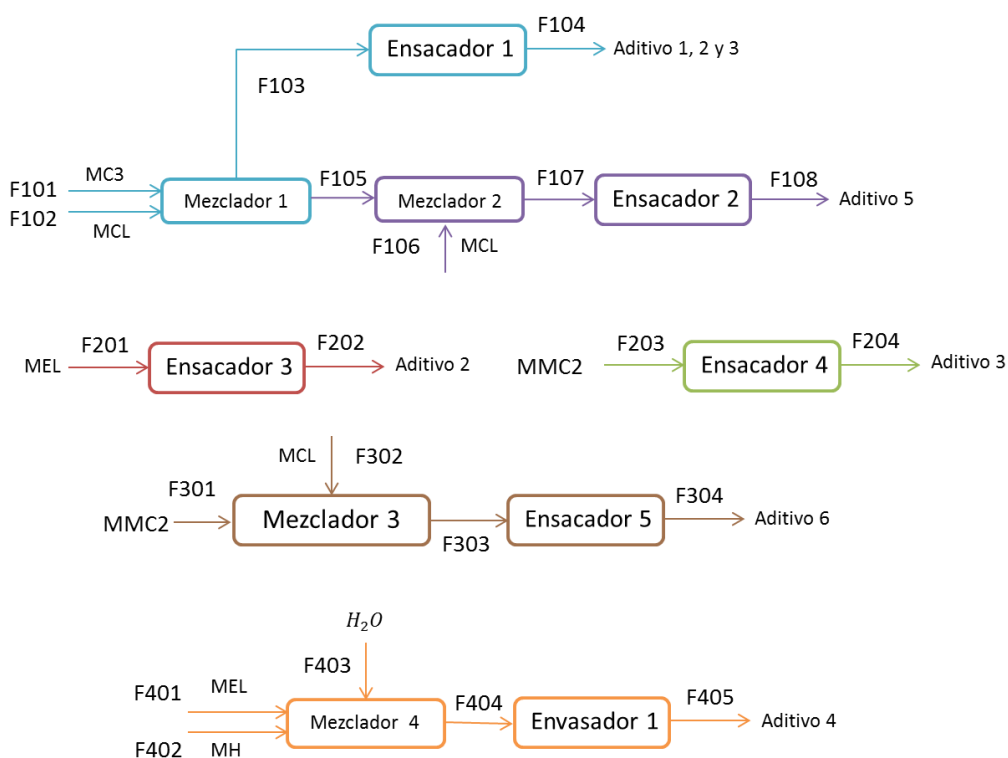 F104
Ensacador 1
Aditivo 1, 2 y 3
F103
MC3
F101
F102
MCL
Mezclador 1
F105
Mezclador 2
F107
Ensacador 2
F108
Aditivo 5
F106
MCL
F201
MEL
Ensacador 3
F202
Aditivo 2
F203
MMC2
Ensacador 4
F204
Aditivo 3
MCL
F302
F301
MMC2
Mezclador 3
F303
Ensacador 5
F304
Aditivo 6
H₂O
F403
F401
MEL
F402
MH
Mezclador 4
F404
Envasador 1
F405
Aditivo 4